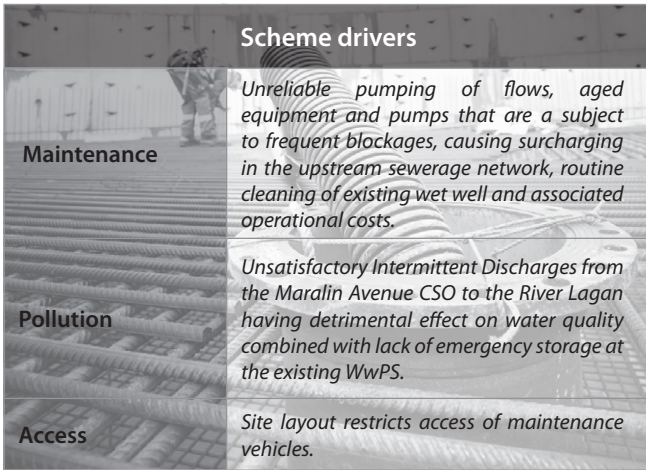 Scheme drivers
Maintenance
Unreliable pumping of flows, aged
equipment and pumps that are a subject
to frequent blockages, causing surcharging
in the upstream sewerage network, routine
cleaning of existing wet well and associated
operational costs.
Pollution
Unsatisfactory Intermittent Discharges from
the Maralin Avenue CSO to the River Lagan
having detrimental effect on water quality
combined with lack of emergency storage at
the existing WwPS.
Access
Site layout restricts access of maintenance
vehicles.